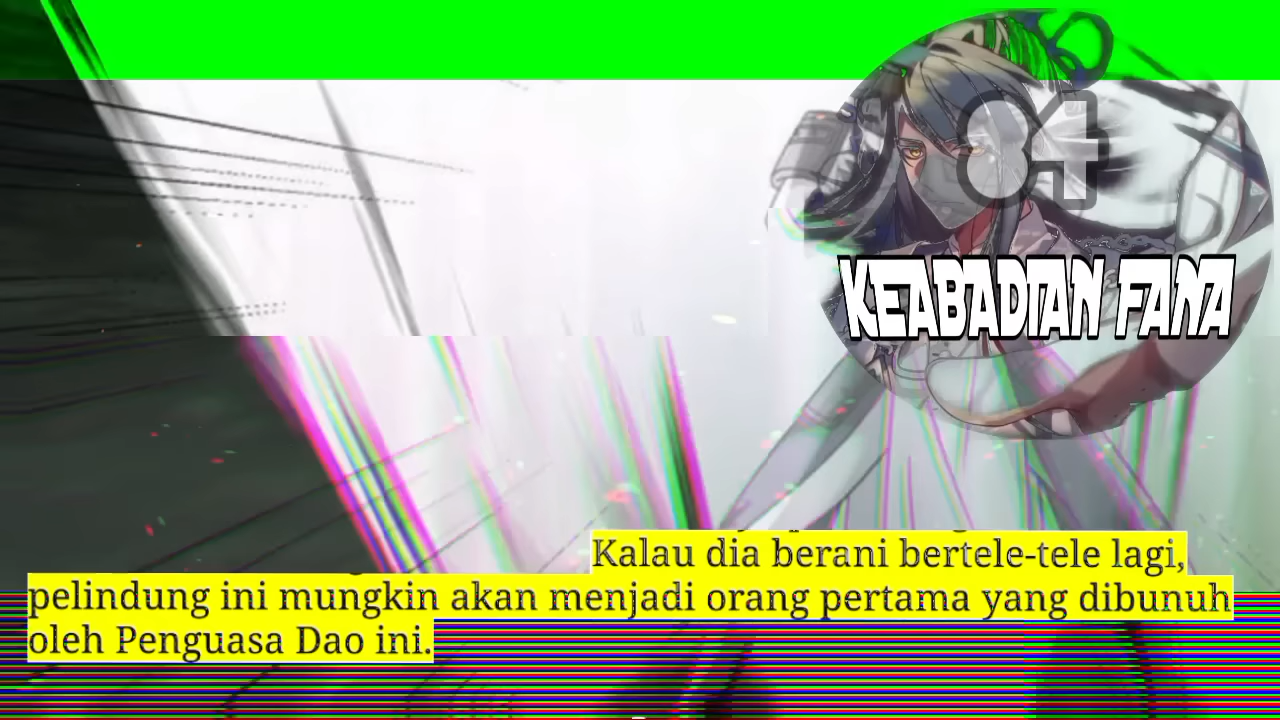 04
KEABADIAN FANA
Kalau dia berani bertele-tele lagi,
pelindung ini mungkin akan menjadi orang pertama yang dibunuh
oleh Penguasa Dao ini.